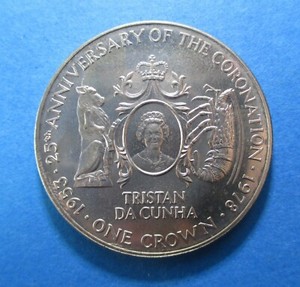 1953 · 25TH ANNIVERSARY OF THE CORONATION · 1978
TRISTAN
DA CUNHA
· ONE CROWN ·